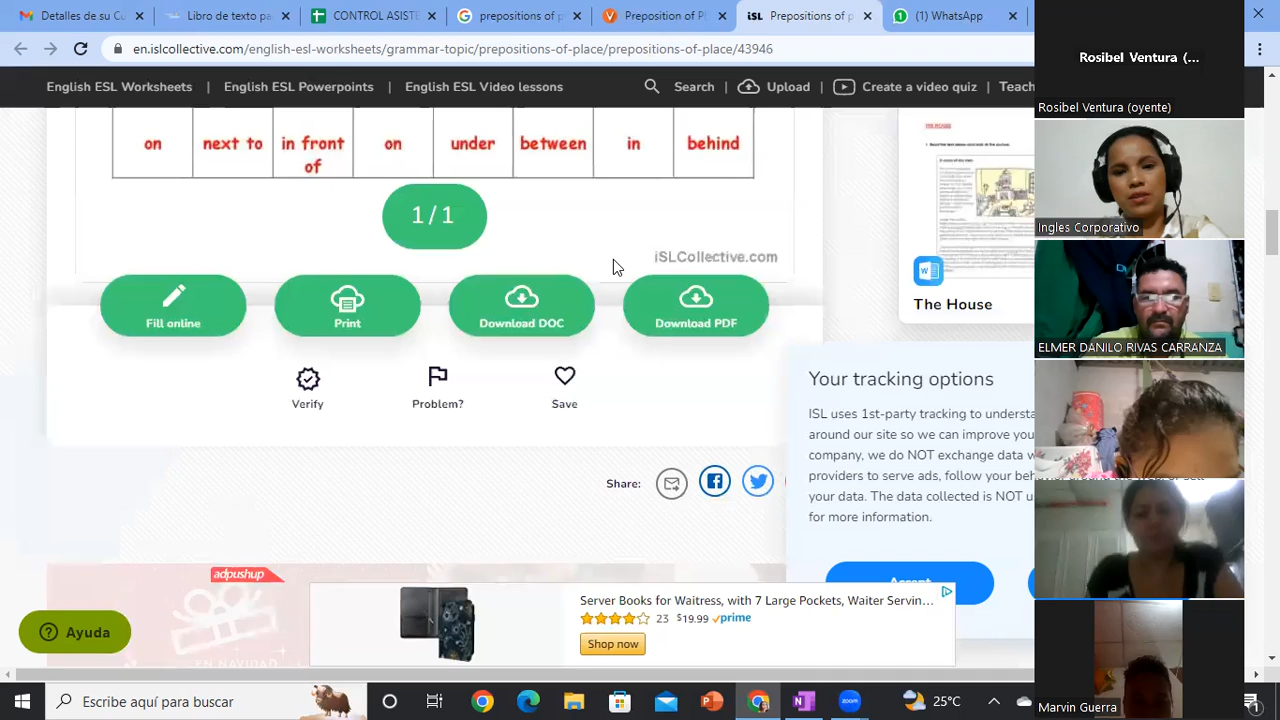 Detalles de su Cu
Libro de texto pa
CONTROL ASISTE
prepositions of p
Prepositions of Pl
iSL Prepositions of p
(1) WhatsApp
en.islcollective.com/english-esl-worksheets/grammar-topic/prepositions-of-place/prepositions-of-place/43946
English ESL Worksheets | English ESL Powerpoints | English ESL Video lessons
Search Upload Create a video quiz Teach
on next to in front of on under between in behind
1 / 1
iSLCollective.com
Fill online Print Download DOC Download PDF
The House
Verify Problem? Save
Share:
Your tracking options
ISL uses 1st-party tracking to understa
around our site so we can improve you
company, we do NOT exchange data w
providers to serve ads, follow your beh
your data. The data collected is NOT u
for more information.
Accept
adpushup
EN NAVIDAD
Server Books for Waitress, with 7 Large Pockets, Waiter Servin...
23 $19.99 prime
Shop now
Ayuda
Escribe aquí para buscar
zoom
25°C
1
Rosibel Ventura (...
Rosibel Ventura (oyente)
Ingles Corporativo
ELMER DANILO RIVAS CARRANZA
Marvin Guerra